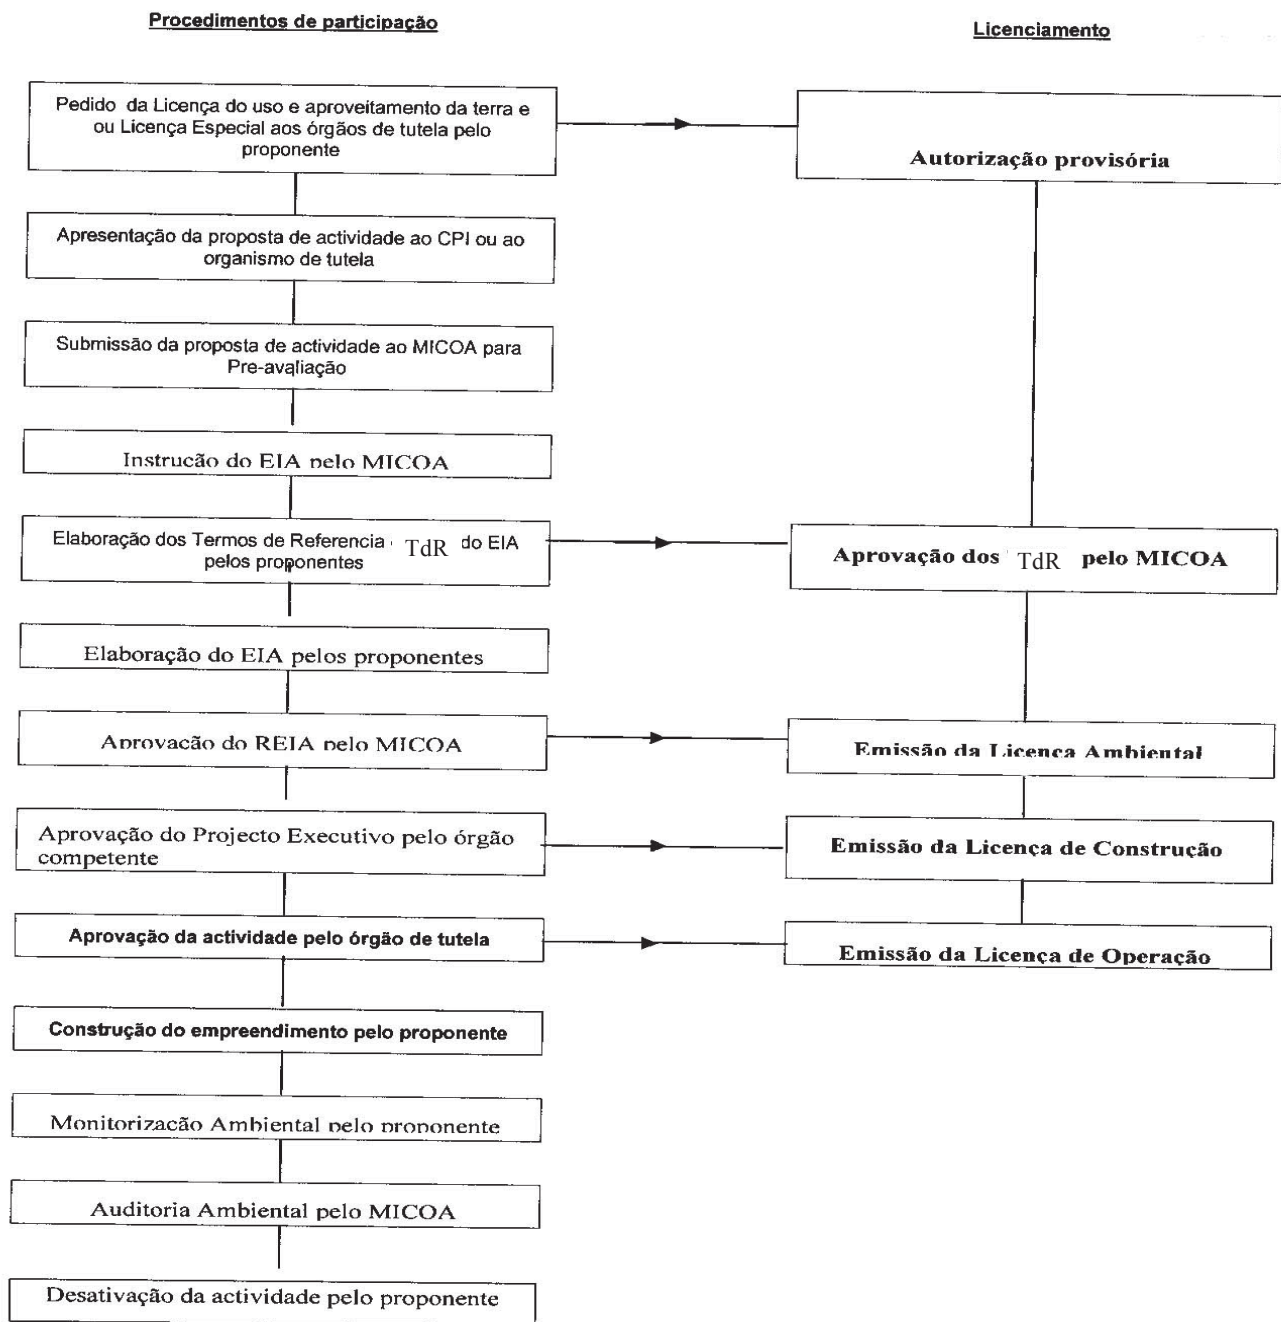 Procedimentos de participação
Licenciamento
Pedido da Licença do uso e aproveitamento da terra e
ou Licença Especial aos órgãos de tutela pelo
proponente
Autorização provisória
Apresentação da proposta de actividade ao CPI ou ao
organismo de tutela
Submissão da proposta de actividade ao MICOA para
Pre-avaliação
Instrucão do EIA pelo MICOA
Elaboração dos Termos de Referencia TdR do EIA
pelos proponentes
Aprovação dos TdR pelo MICOA
Elaboração do EIA pelos proponentes
Aprovacão do REIA pelo MICOA
Emissão da Licenca Ambiental
Aprovação do Projecto Executivo pelo órgão
competente
Emissão da Licença de Construção
Aprovação da actividade pelo órgão de tutela
Emissão da Licença de Operação
Construção do empreendimento pelo proponente
Monitorizacão Ambiental pelo proponente
Auditoria Ambiental pelo MICOA
Desativação da actividade pelo proponente